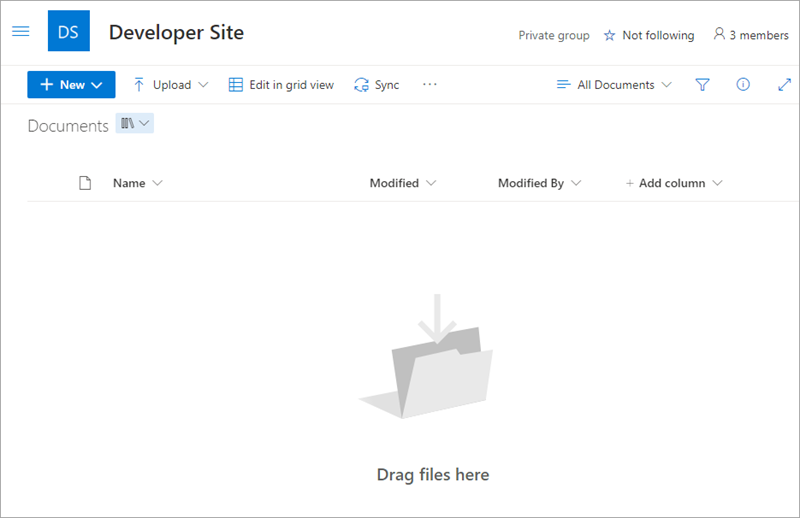 DS Developer Site Private group Not following 3 members
+ New Upload Edit in grid view Sync ... All Documents
Documents
Name Modified Modified By + Add column
Drag files here